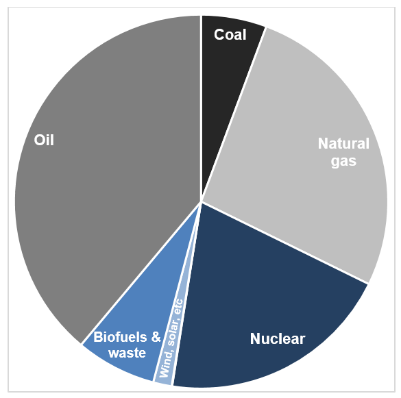 Coal
Natural
gas
Nuclear
Wind, solar, etc
Biofuels &
waste
Oil